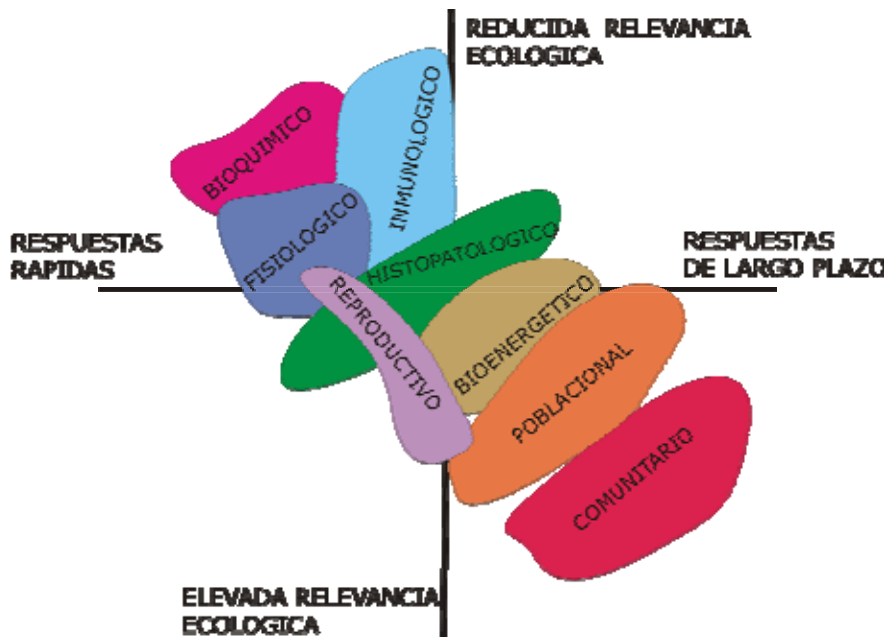 REDUCIDA RELEVANCIA
ECOLOGICA
BIOQUIMICO
INMUNOLOGICO
FISIOLOGICO
HISTOPATOLOGICO
RESPUESTAS
RAPIDAS
RESPUESTAS
DE LARGO PLAZO
REPRODUCTIVO
BIOENERGETICO
POBLACIONAL
COMUNITARIO
ELEVADA RELEVANCIA
ECOLOGICA